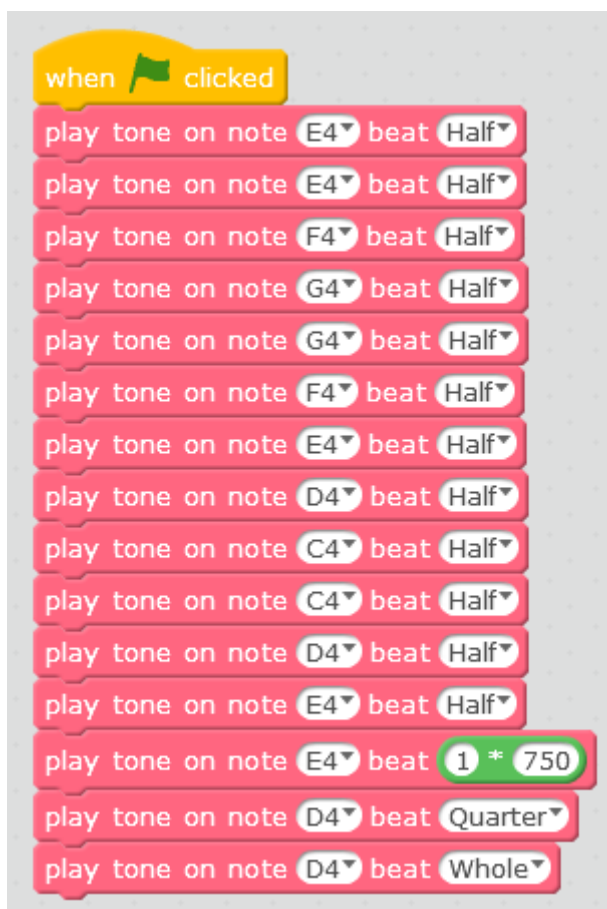 when clicked
play tone on note E4 beat Half
play tone on note E4 beat Half
play tone on note F4 beat Half
play tone on note G4 beat Half
play tone on note G4 beat Half
play tone on note F4 beat Half
play tone on note E4 beat Half
play tone on note D4 beat Half
play tone on note C4 beat Half
play tone on note C4 beat Half
play tone on note D4 beat Half
play tone on note E4 beat Half
play tone on note E4 beat 1 * 750
play tone on note D4 beat Quarter
play tone on note D4 beat Whole